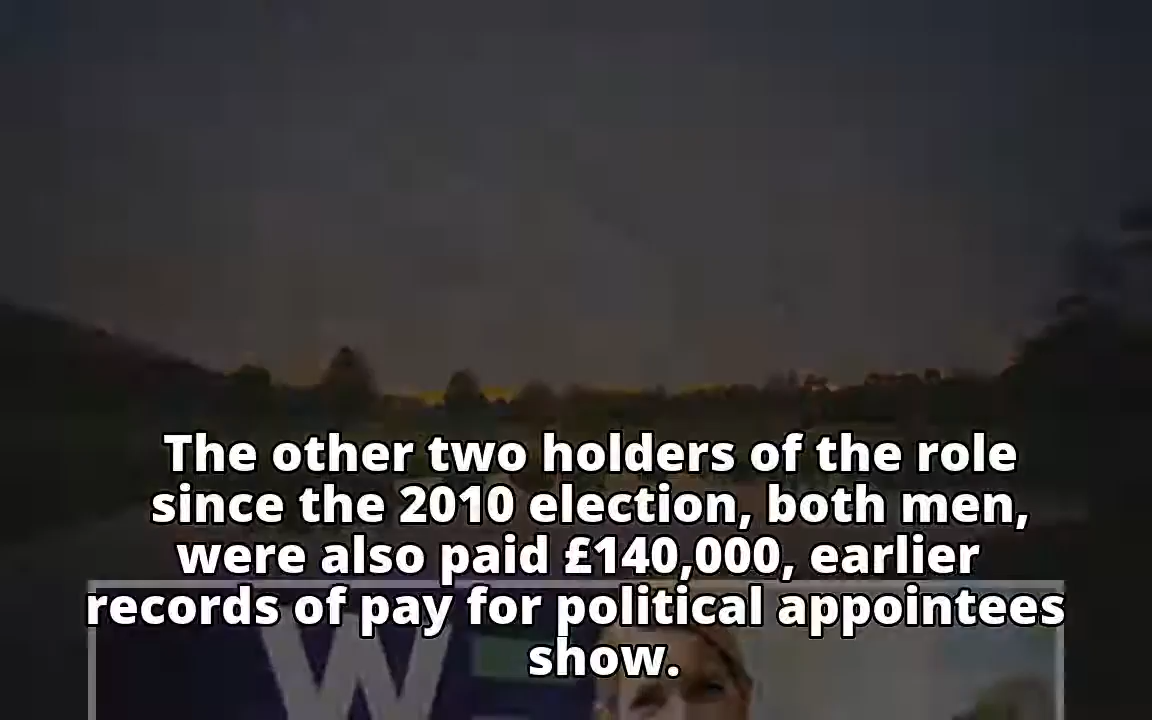 The other two holders of the role
since the 2010 election, both men,
were also paid £140,000, earlier
records of pay for political appointees
show.
W